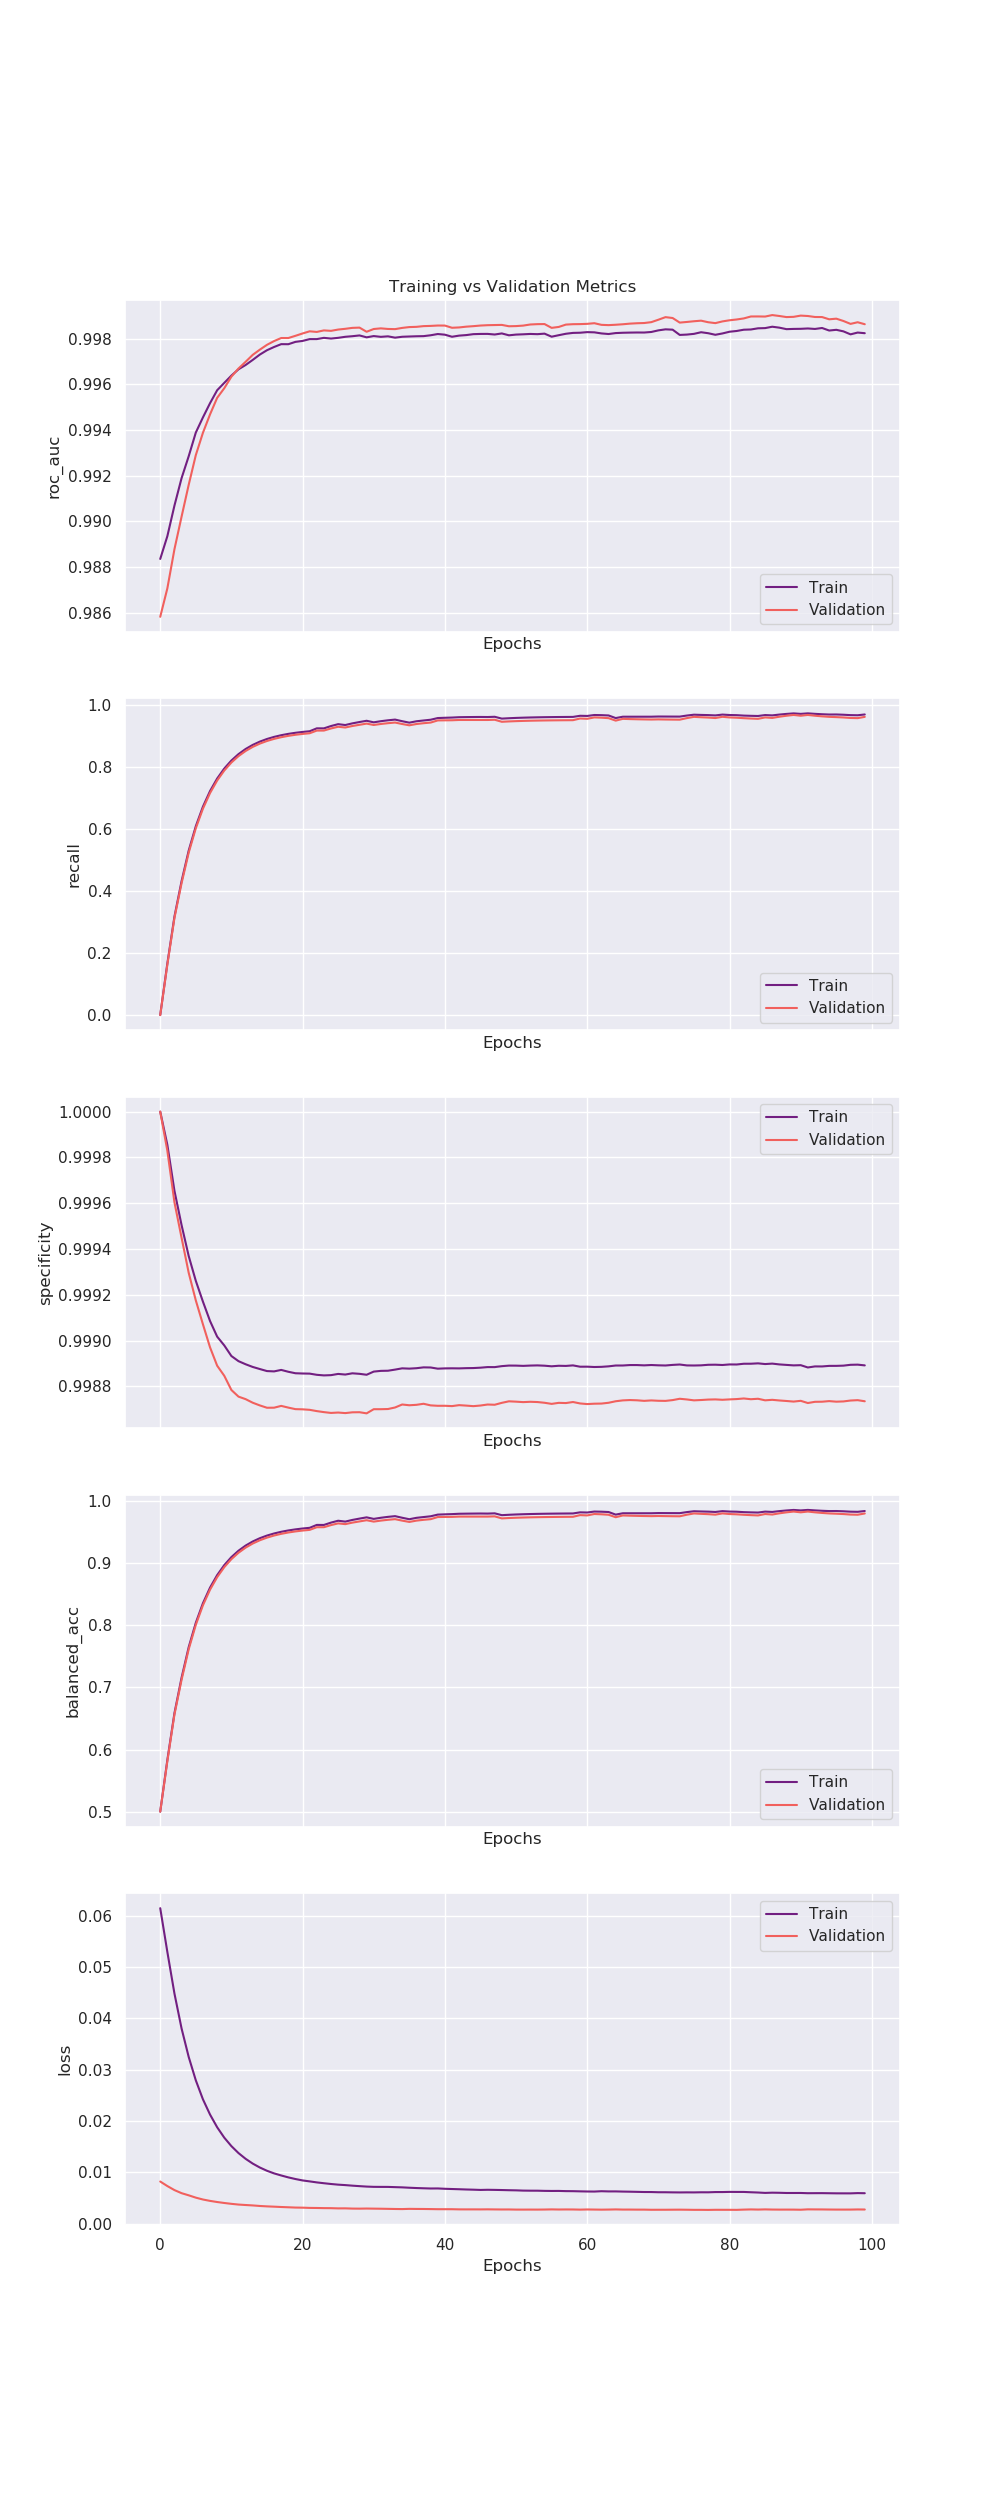 Training vs Validation Metrics
0.998
0.996
0.994
0.992
0.990
0.988
0.986
roc_auc
Train
Validation
Epochs
1.0
0.8
0.6
0.4
0.2
0.0
recall
Train
Validation
Epochs
1.0000
0.9998
0.9996
0.9994
0.9992
0.9990
0.9988
specificity
Train
Validation
Epochs
1.0
0.9
0.8
0.7
0.6
0.5
balanced_acc
Train
Validation
Epochs
0.06
0.05
0.04
0.03
0.02
0.01
0.00
loss
Train
Validation
0 20 40 60 80 100
Epochs